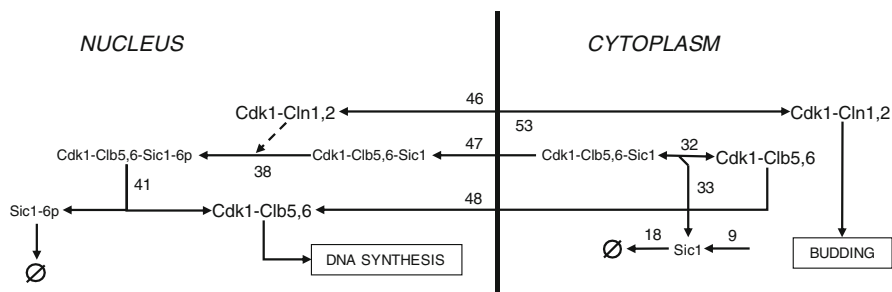 NUCLEUS
CYTOPLASM
46
Cdk1-Cln1,2
Cdk1-Cln1,2
53
47
32
Cdk1-Clb5,6-Sic1-6p
38
Cdk1-Clb5,6-Sic1
Cdk1-Clb5,6-Sic1
Cdk1-Clb5,6
41
33
48
Sic1-6p
Cdk1-Clb5,6
18
9
∅
DNA SYNTHESIS
∅
Sic1
BUDDING